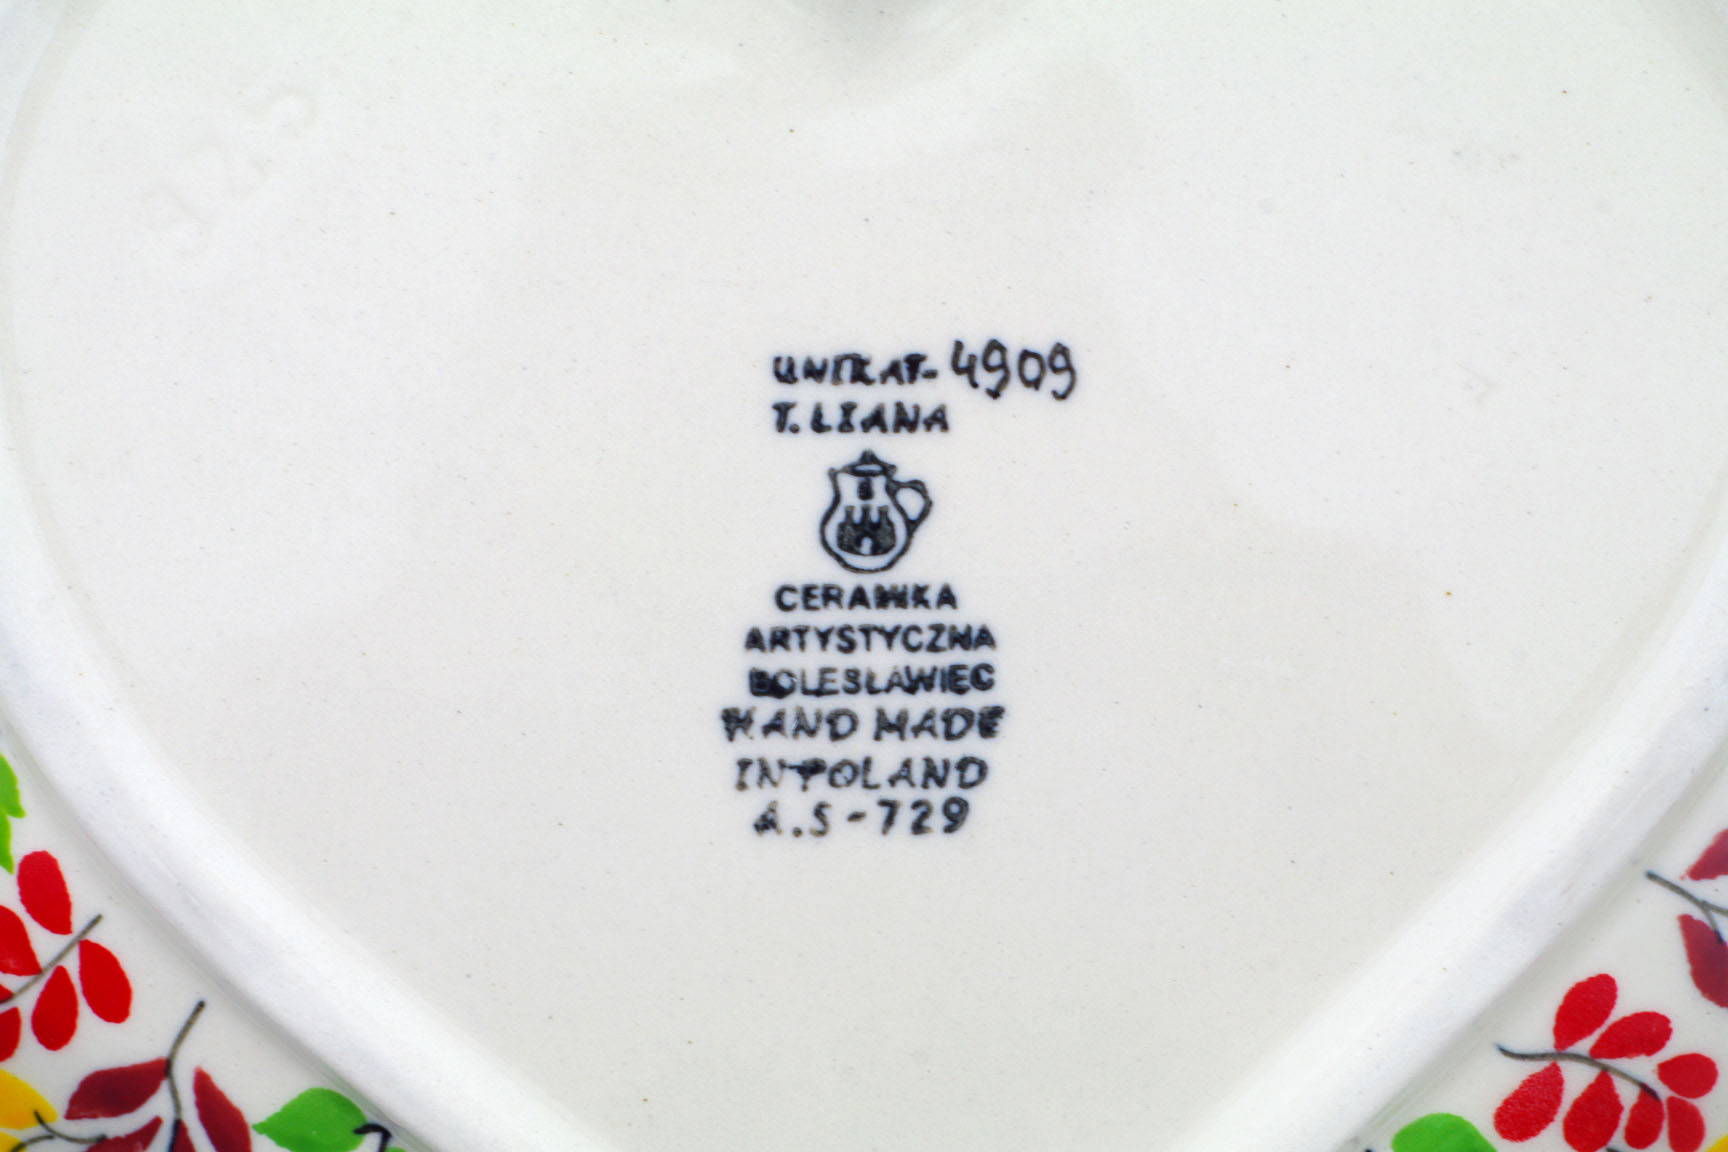 UNIKAT-4909
T. LIANA
CERAMIKA
ARTYSTYCZNA
BOLESŁAWIEC
HAND MADE
IN POLAND
A.S-729